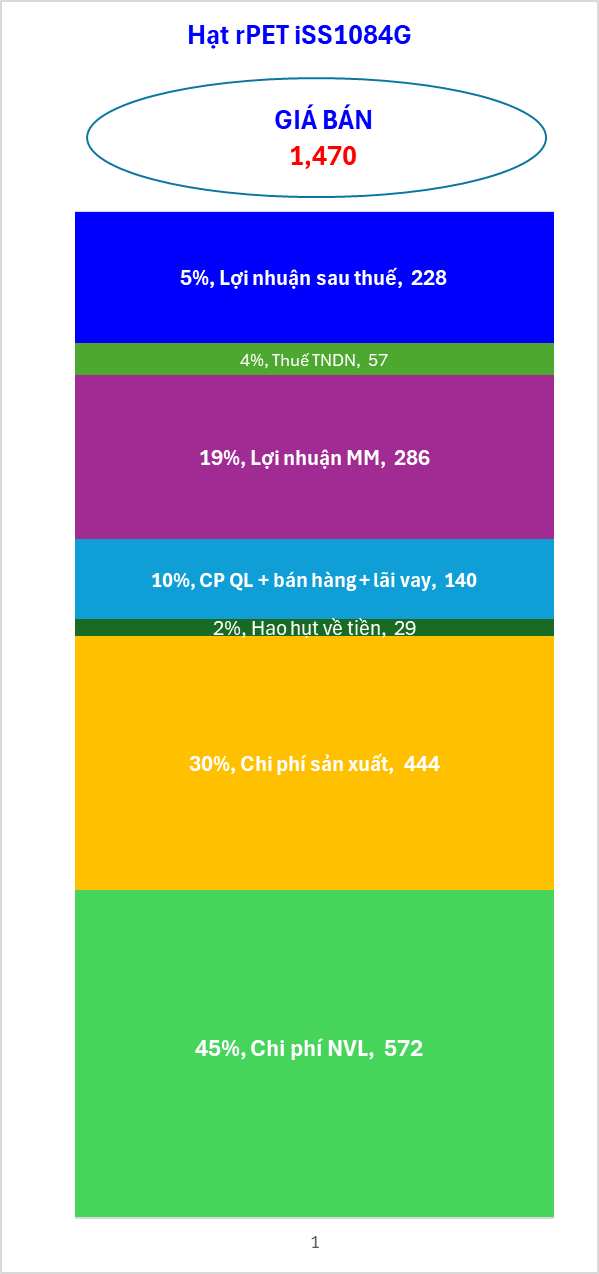 Hạt rPET iSS1084G
GIÁ BÁN
1,470
5%, Lợi nhuận sau thuế, 228
4%, Thuế TNDN, 57
19%, Lợi nhuận MM, 286
10%, CP QL + bán hàng + lãi vay, 140
2%, Hao hụt về tiền, 29
30%, Chi phí sản xuất, 444
45%, Chi phí NVL, 572
1